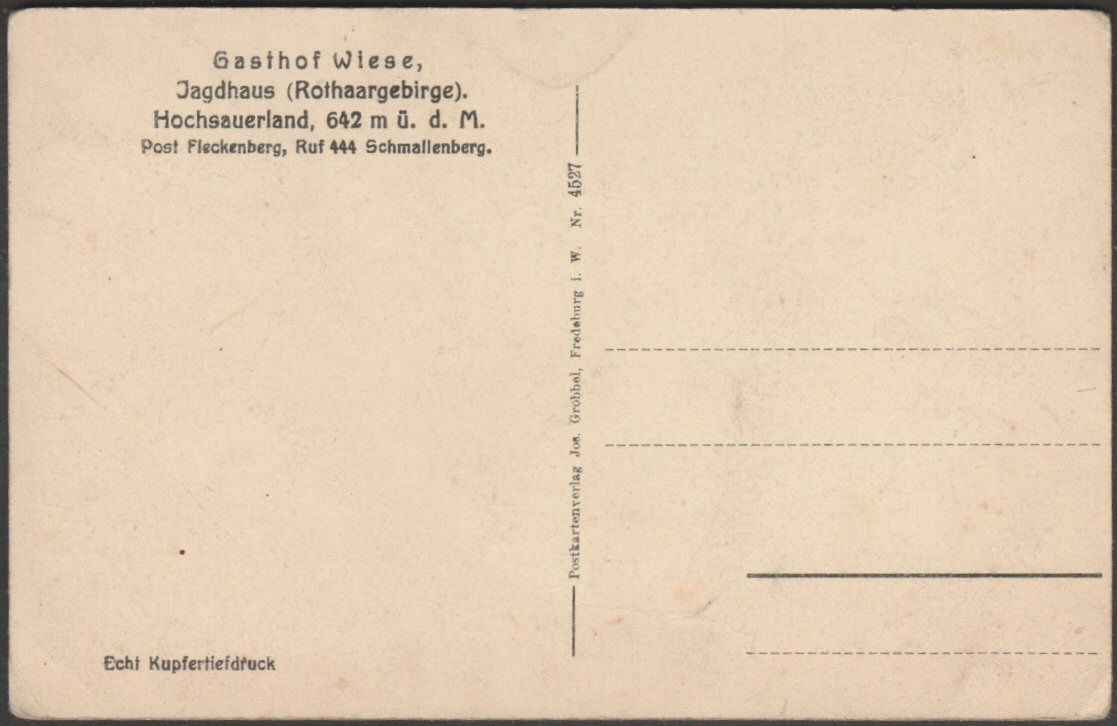 Gasthof Wiese,
Jagdhaus (Rothaargebirge).
Hochsauerland, 642 m ü. d. M.
Post Fleckenberg, Ruf 444 Schmallenberg.
Postkartenverlag Jos. Grobbel, Fredeburg i. W. Nr. 4527
Echt Kupfertiefdruck